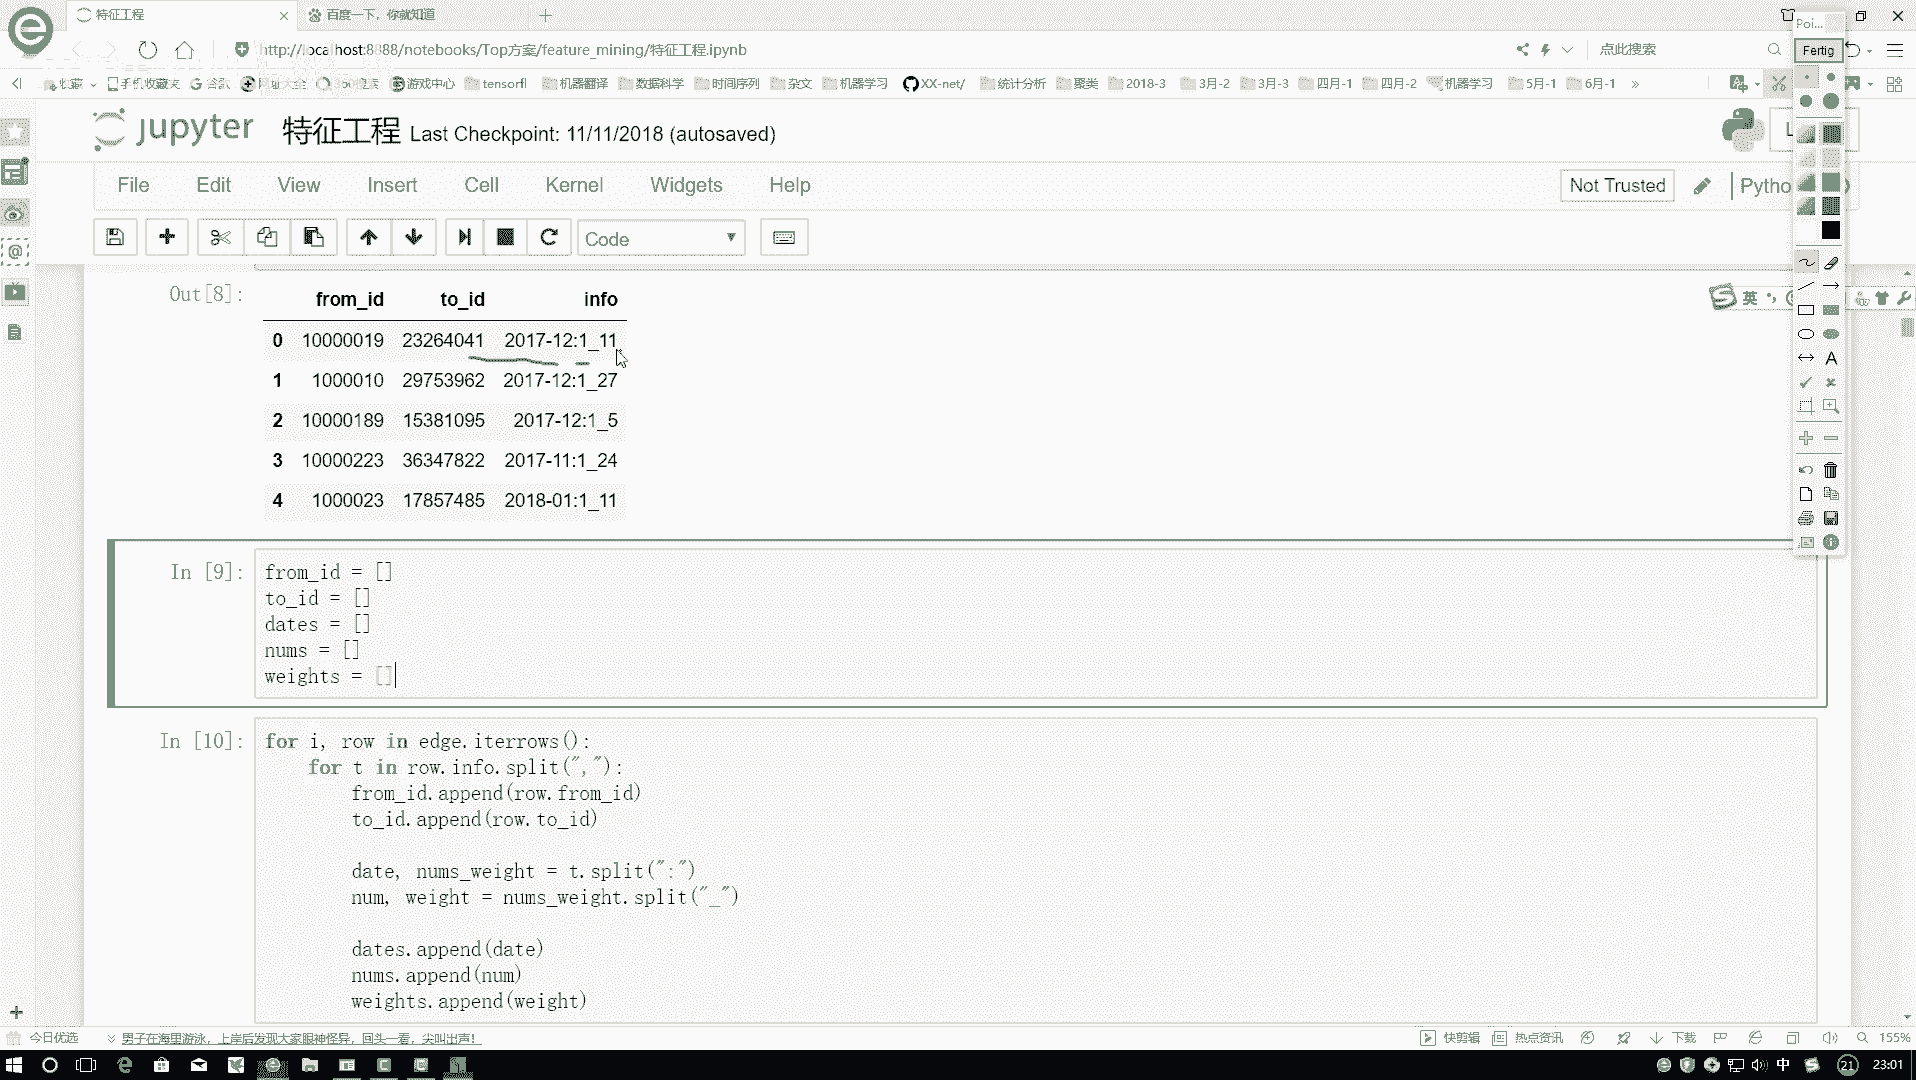 特征工程
百度一下，你就知道
Poi...
http://localhost:8888/notebooks/Top方案/feature_mining/特征工程.ipynb
点此搜索
Fertig
收藏 手机收藏夹 谷歌 网址大全 360搜索 游戏中心 tensorfl 机器翻译 数据科学 时间序列 杂文 机器学习 XX-net/ 统计分析 聚类 2018-3 3月-2 3月-3 四月-1 四月-2 机器学习 5月-1 6月-1 »
jupyter 特征工程 Last Checkpoint: 11/11/2018 (autosaved)
File Edit View Insert Cell Kernel Widgets Help
Not Trusted
Pytho
Code
Out[8]:
from_id to_id info
0 10000019 23264041 2017-12:1_11
1 1000010 29753962 2017-12:1_27
2 10000189 15381095 2017-12:1_5
3 10000223 36347822 2017-11:1_24
4 1000023 17857485 2018-01:1_11
英
In [9]:
from_id = []
to_id = []
dates = []
nums = []
weights = []
In [10]:
for i, row in edge.iterrows():
for t in row.info.split(","):
from_id.append(row.from_id)
to_id.append(row.to_id)
date, nums_weight = t.split(":")
num, weight = nums_weight.split("_")
dates.append(date)
nums.append(num)
weights.append(weight)
今日优选
男子在海里游泳，上岸后发现大家眼神怪异，回头一看，尖叫出声！
快剪辑 热点资讯 下载 155%
中 21 23:01